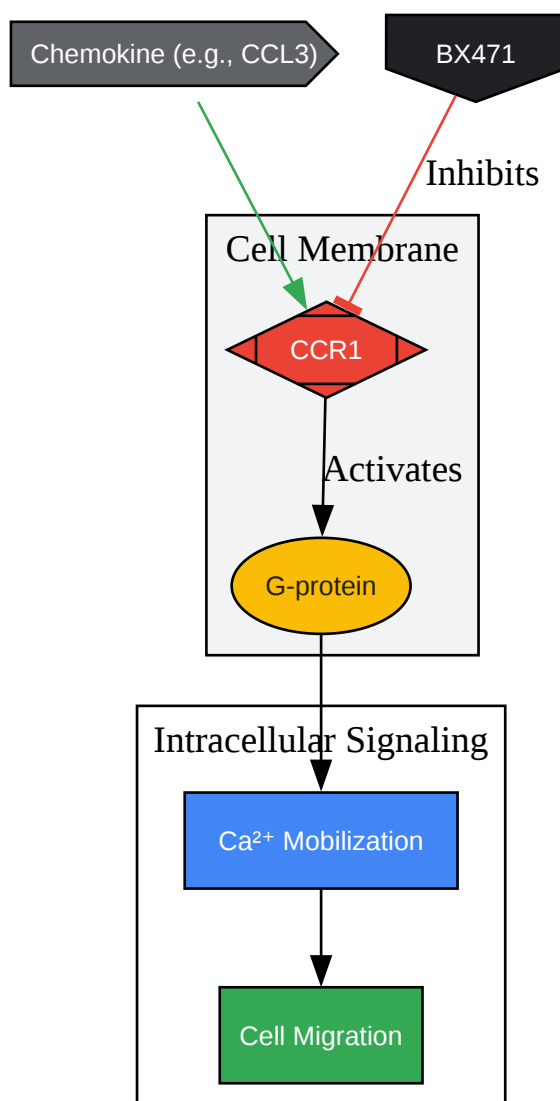 Chemokine (e.g., CCL3)
BX471
Inhibits
Cell Membrane
CCR1
Activates
G-protein
Intracellular Signaling
Ca²⁺ Mobilization
Cell Migration